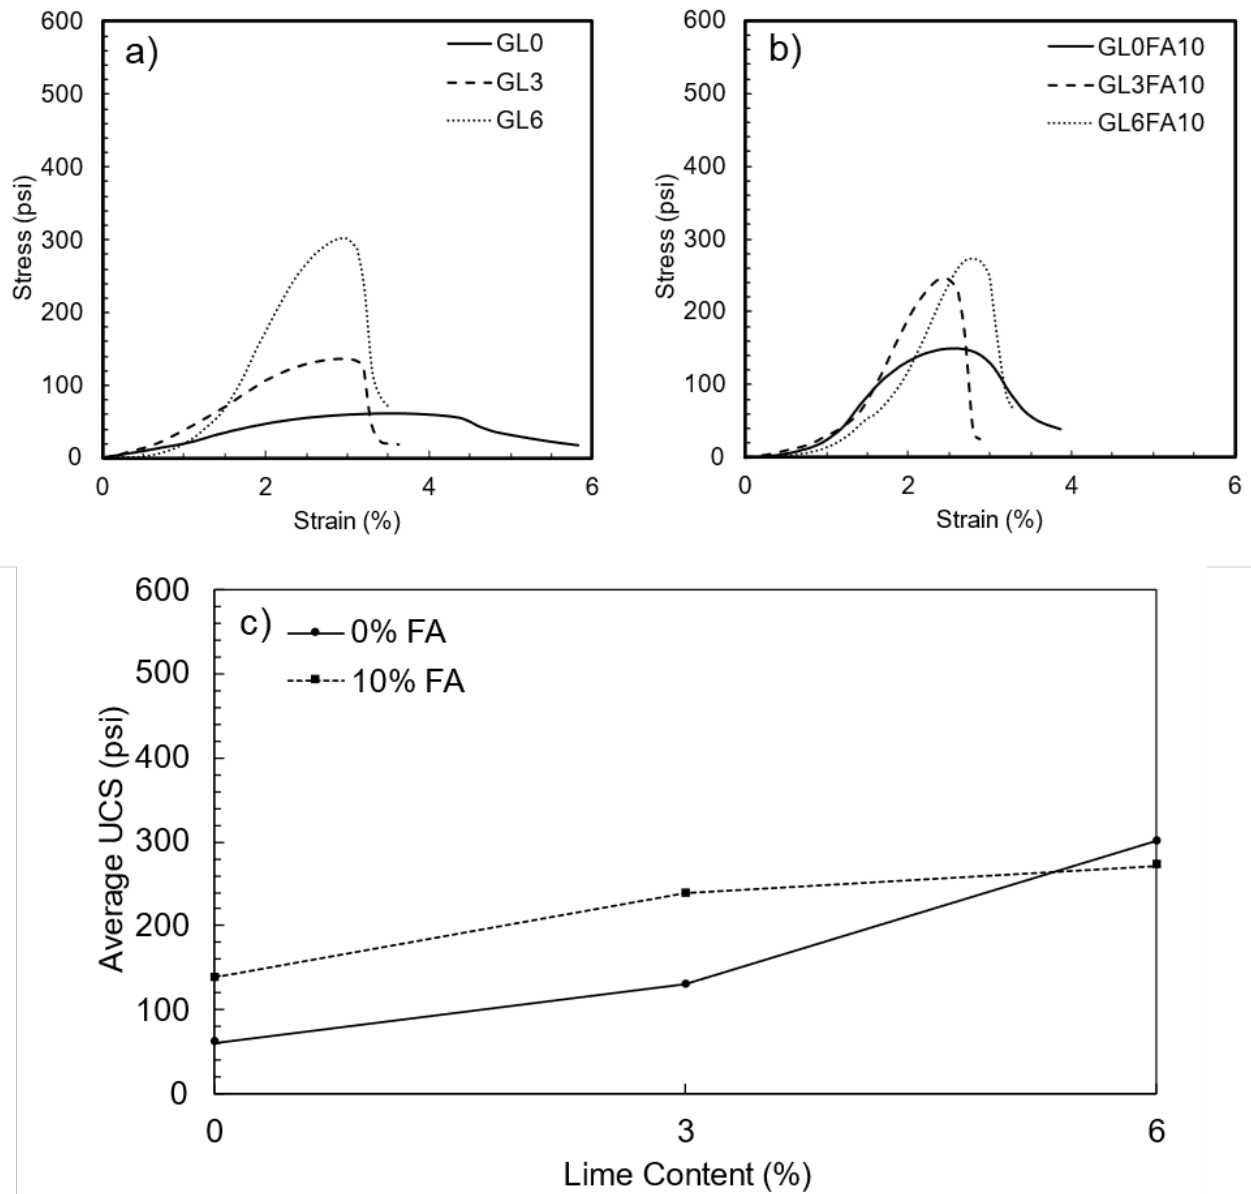 a)
GL0
GL3
GL6
600
500
400
300
200
100
0
Stress (psi)
0 2 4 6
Strain (%)
b)
GL0FA10
GL3FA10
GL6FA10
600
500
400
300
200
100
0
Stress (psi)
0 2 4 6
Strain (%)
c)
0% FA
10% FA
600
500
400
300
200
100
0
Average UCS (psi)
0 3 6
Lime Content (%)